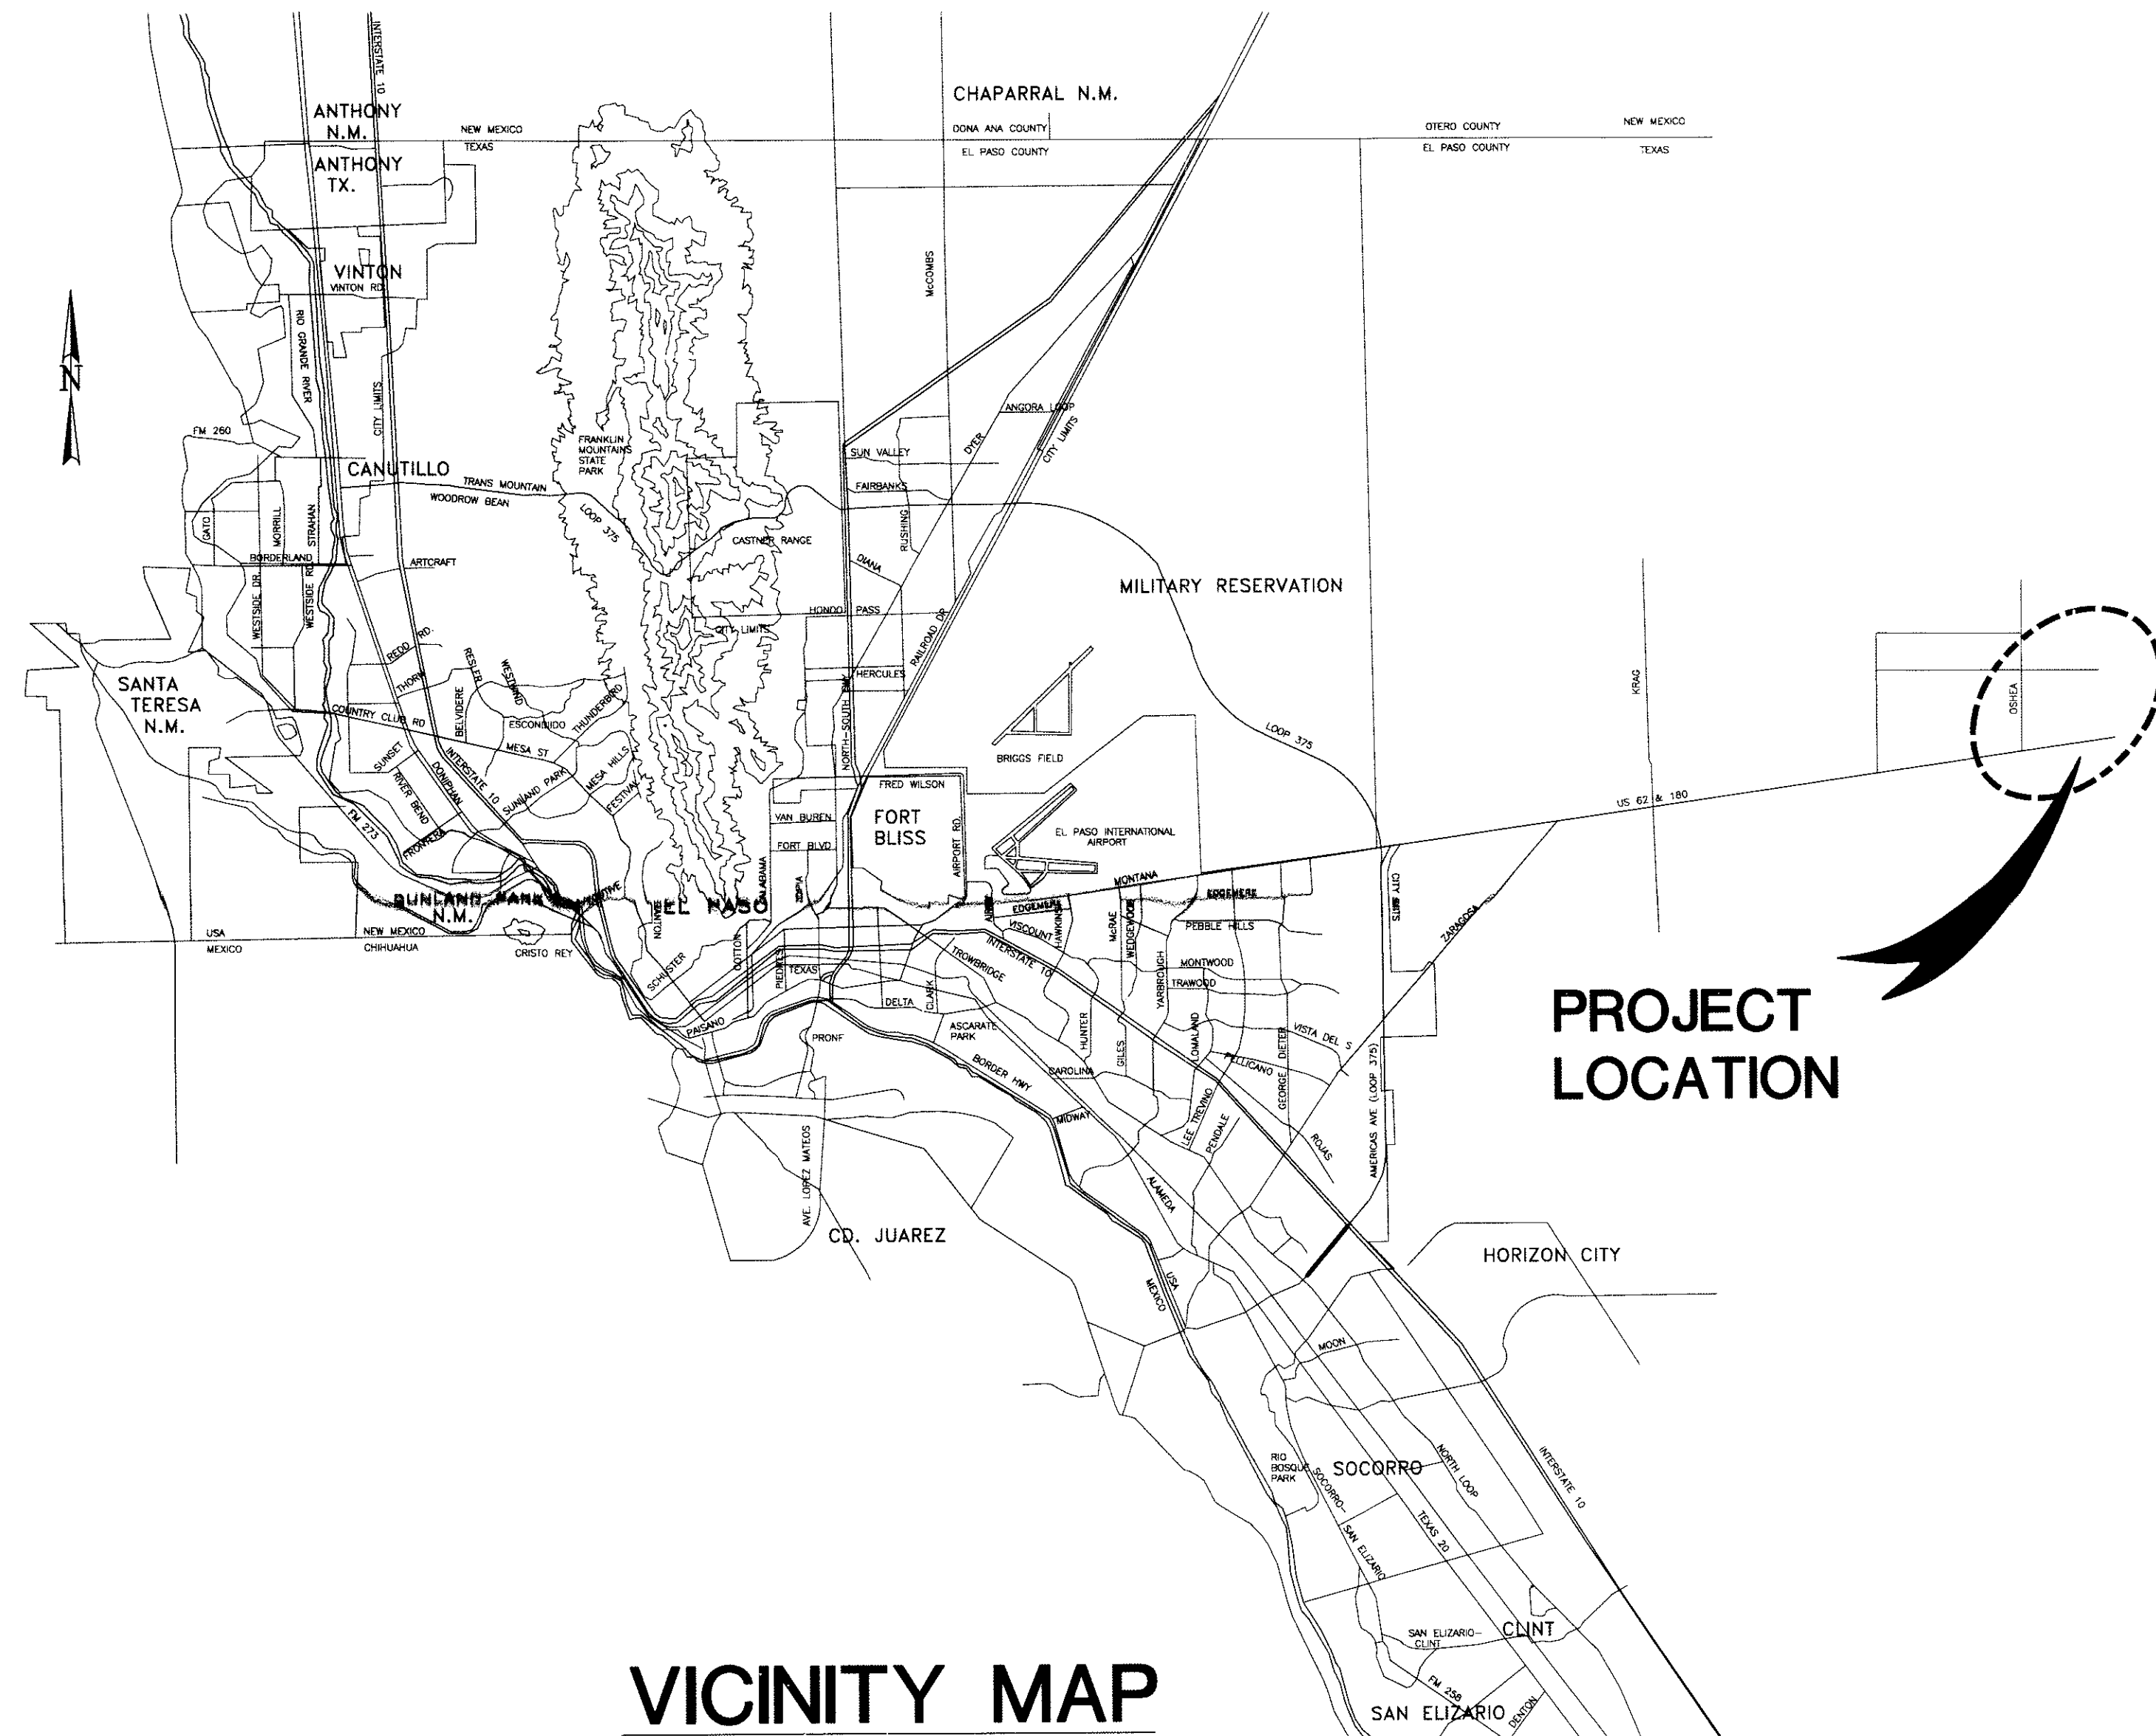 INTERSTATE 10
ANTHONY
N.M.
NEW MEXICO
TEXAS
ANTHONY
TX.
CHAPARRAL N.M.
DONA ANA COUNTY
EL PASO COUNTY
OTERO COUNTY
EL PASO COUNTY
NEW MEXICO
TEXAS
VINTON
VINTON RD.
RIO GRANDE RIVER
CITY LIMITS
McCOMBS
N
FM 260
CANUTILLO
FRANKLIN
MOUNTAINS
STATE
PARK
TRANS MOUNTAIN
WOODROW BEAN
LOOP 375
SUN VALLEY
FAIRBANKS
RUSHING
DYER
ANGORA LOOP
CITY LIMITS
GATO
MORRILL
STRAHAN
BORDERLAND
ARTCRAFT
WESTSIDE DR.
WESTSIDE RD.
CASTNER RANGE
DIANA
HONDO PASS
CITY LIMITS
RAILROAD DR
MILITARY RESERVATION
REDD RD.
THORN
RESLER
WESTWIND
BELVIDERE
ESCONDIDO
THUNDERBIRD
HERCULES
NORTH-SOUTH FWY
SANTA
TERESA
N.M.
COUNTRY CLUB RD
MESA ST
SUNSET
RIVER BEND
DONIPHAN
INTERSTATE 10
SUNLAND PARK
MESA HILLS
FESTIVAL
FM 273
FRONTERA
BRIGGS FIELD
LOOP 375
KRAG
OSHEA
US 62 & 180
FRED WILSON
VAN BUREN
FORT
BLISS
FORT BLVD
AIRPORT RD.
EL PASO INTERNATIONAL
AIRPORT
ALABAMA
MONTANA
SUNLAND PARK
N.M.
EL PASO
STANTON
EDGEMERE
EDGEMERE
VISCOUNT
HAWKINS
McRAE
WEDGEWOOD
PEBBLE HILLS
CITY LIMITS
ZARAGOSA
USA
MEXICO
NEW MEXICO
CHIHUAHUA
CRISTO REY
SCHUSTER
COTTON
PIEDRAS
TEXAS
TROWBRIDGE
INTERSTATE 10
MONTWOOD
TRAWOOD
YARBROUGH
PAISANO
DELTA
CLARK
ASCARATE
PARK
HUNTER
GILES
LOMALAND
GEORGE DIETER
VISTA DEL S
PELLICANO
PRONF
BORDER HWY
CAROLINA
MIDWAY
LEE TREVINO
PENDALE
ROJAS
AMERICAS AVE (LOOP 375)
PROJECT
LOCATION
AVE. LOPEZ MATEOS
ALAMEDA
CD. JUAREZ
USA
MEXICO
HORIZON CITY
MOON
RIO
BOSQUE
PARK
SOCORRO
SOCORRO-
SAN ELIZARIO
NORTH LOOP
TEXAS 20
INTERSTATE 10
SAN ELIZARIO-
CLINT
CLINT
FM 258
SAN ELIZARIO
DENTON
VICINITY MAP